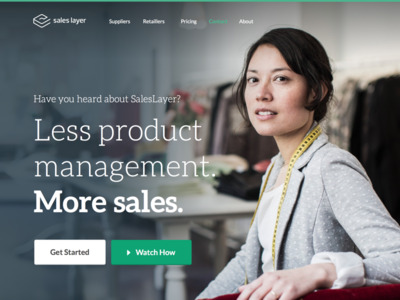 sales layer
Suppliers Retailers Pricing Contact About
Have you heard about SalesLayer?
Less product
management.
More sales.
Get Started Watch How